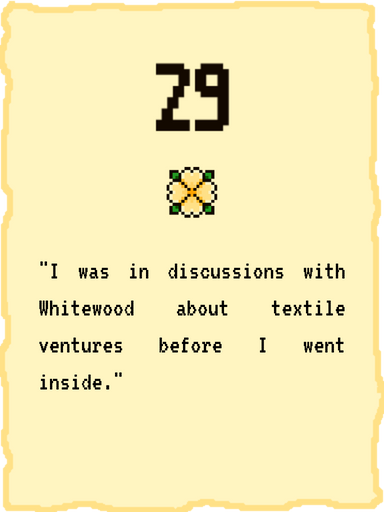 29
"I was in discussions with
Whitewood about textile
ventures before I went
inside."